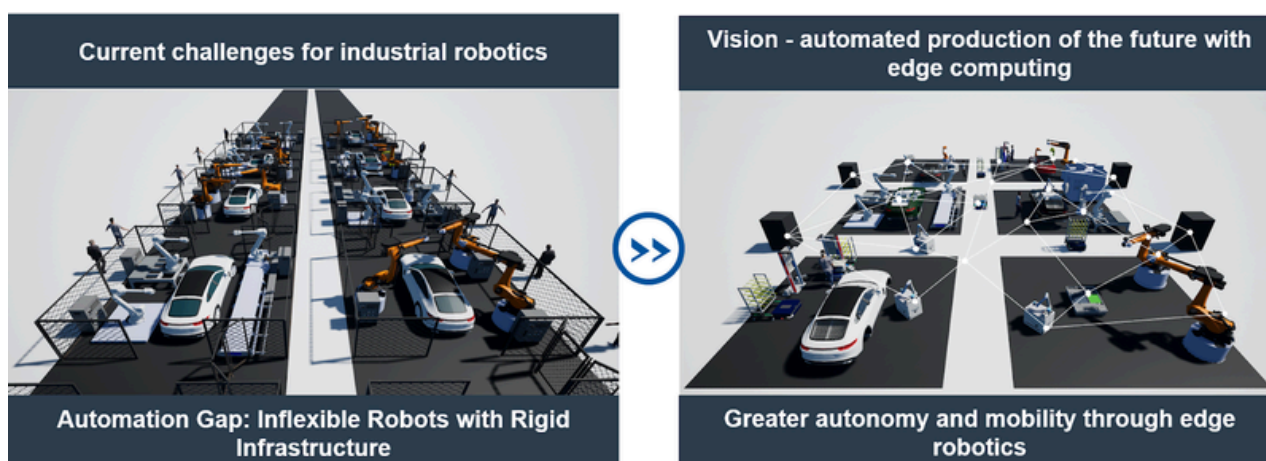 Current challenges for industrial robotics
Automation Gap: Inflexible Robots with Rigid
Infrastructure
Vision - automated production of the future with
edge computing
Greater autonomy and mobility through edge
robotics